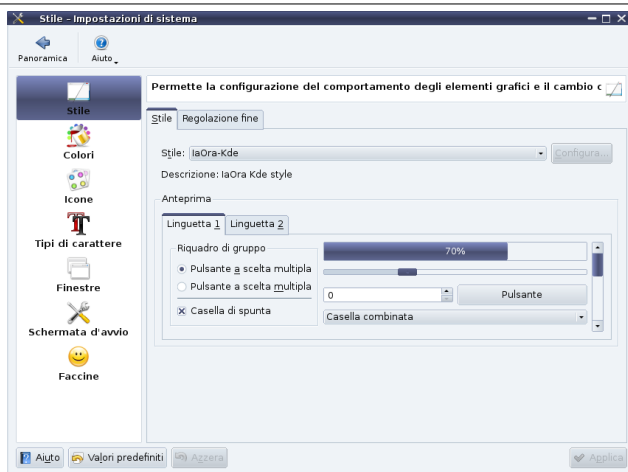 Stile - Impostazioni di sistema
Panoramica
Aiuto
Stile
Colori
Icone
Tipi di carattere
Finestre
Schermata d'avvio
Faccine
Permette la configurazione del comportamento degli elementi grafici e il cambio c
Stile Regolazione fine
Stile: IaOra-Kde Configura...
Descrizione: IaOra Kde style
Anteprima
Linguetta 1 Linguetta 2
Riquadro di gruppo
Pulsante a scelta multipla
Pulsante a scelta multipla
Casella di spunta
70%
0 Pulsante
Casella combinata
Aiuto Valori predefiniti Azzera Applica